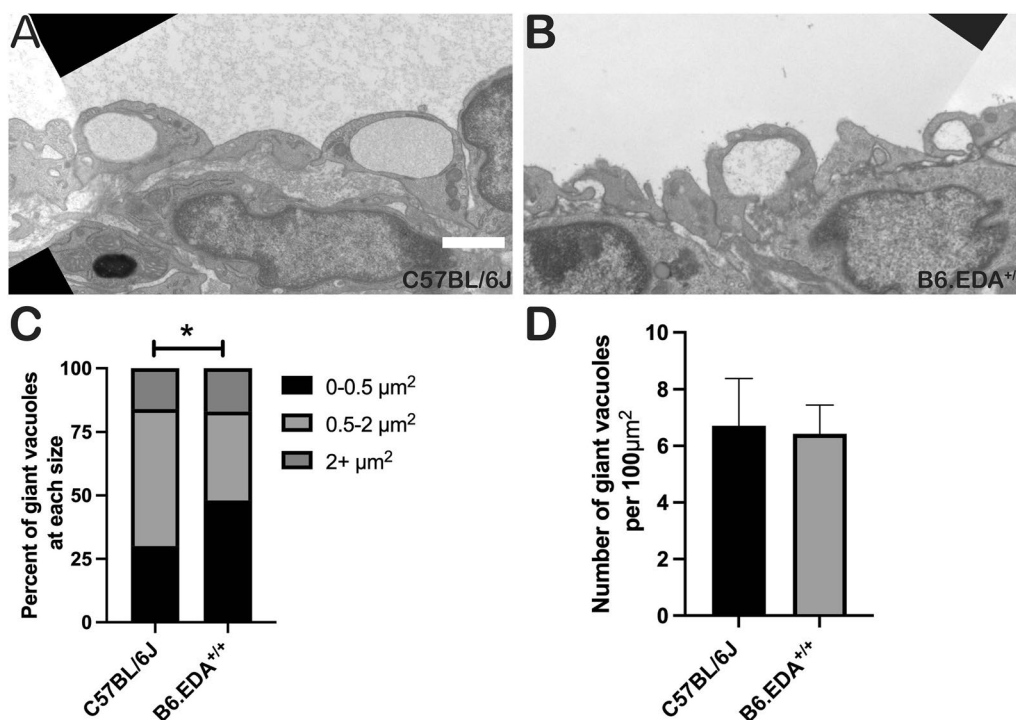 A
C57BL/6J
B
B6.EDA+/
C
*
Percent of giant vacuoles
at each size
100
75
50
25
0
C57BL/6J
B6.EDA+/+
0-0.5 µm2
0.5-2 µm2
2+ µm2
D
Number of giant vacuoles
per 100µm2
10
8
6
4
2
0
C57BL/6J
B6.EDA+/+